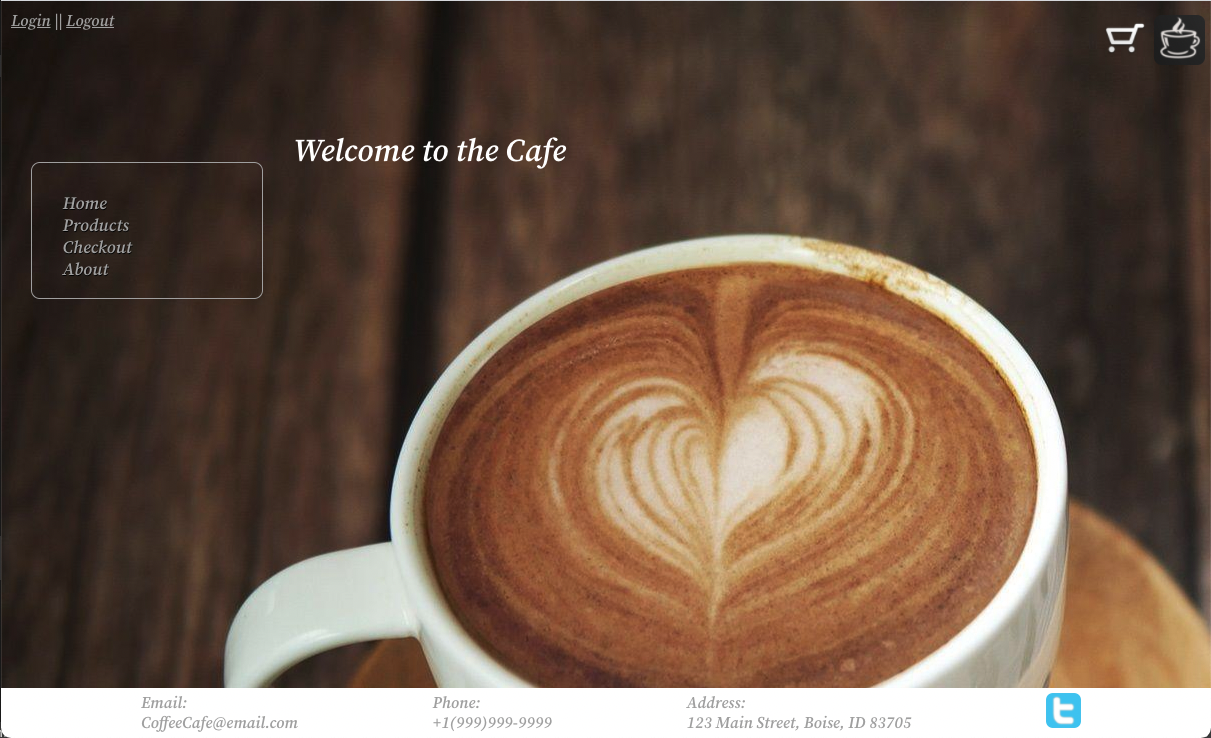 Login || Logout
Welcome to the Cafe
Home
Products
Checkout
About
Email:
CoffeeCafe@email.com
Phone:
+1(999)999-9999
Address:
123 Main Street, Boise, ID 83705